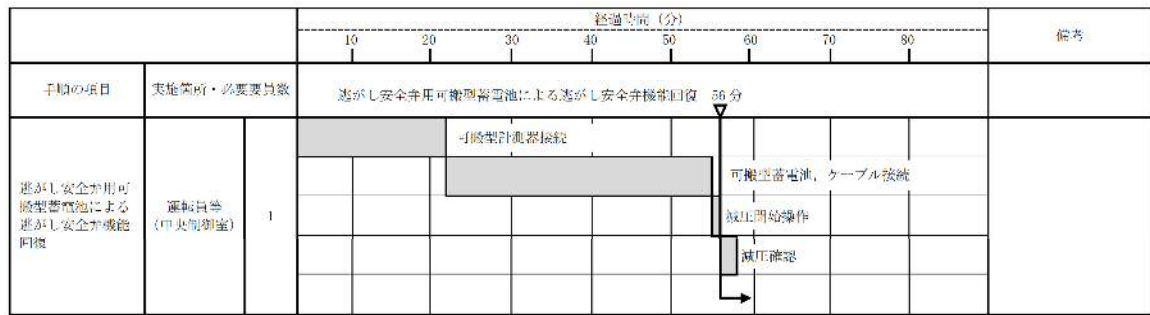 経過時間（分）
10 20 30 40 50 60 70 80
備考
手順の項目
実施箇所・必要要員数
逃がし安全弁用可搬型蓄電池による逃がし安全弁機能回復 56分
可搬型計測器接続
可搬型蓄電池，ケーブル接続
逃がし安全弁用可
搬型蓄電池による
逃がし安全弁機能
回復
運転員等
（中央制御室）
1
減圧開始操作
減圧確認